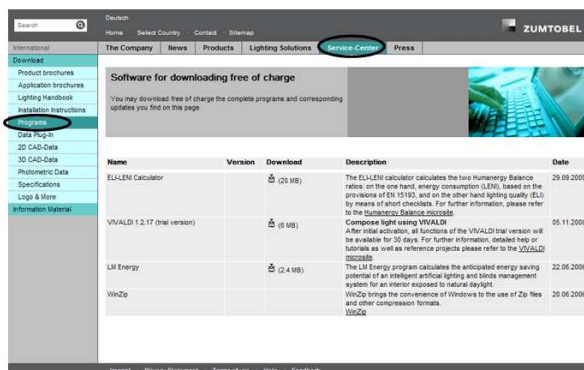 Search
Deutsch
Home Select Country Contact Sitemap
ZUMTOBEL
International
The Company News Products Lighting Solutions Service-Center Press
Download
Product brochures
Application brochures
Lighting Handbook
Installation Instructions
Programs
Data Plug-In
2D CAD-Data
3D CAD-Data
Photometric Data
Specifications
Logo & More
Information Material
Software for downloading free of charge
You may download free of charge the complete programs and corresponding
updates you find on this page.
Name Version Download Description Date
ELI-LENI Calculator (20 MB) The ELI-LENI calculator calculates the two Humanergy Balance 29.09.2009
ratios: on the one hand, energy consumption (LENI), based on the
provisions of EN 15193, and on the other hand lighting quality (ELI)
by means of short checklists. For further information, please refer
to the Humanergy Balance microsite.
VIVALDI 1.2.17 (trial version) (6 MB) Compose light using VIVALDI 05.11.2008
After initial activation, all functions of the VIVALDI trial version will
be available for 30 days. For further information, detailed help or
tutorials as well as reference projects please refer to the VIVALDI
microsite.
LM Energy (2.4 MB) The LM Energy program calculates the anticipated energy saving 22.06.2006
potential of an intelligent artificial lighting and blinds management
system for an interior exposed to natural daylight.
WinZip WinZip brings the convenience of Windows to the use of Zip files 20.06.2006
and other compression formats.
WinZip
Imprint Privacy Statement Terms of use Help Feedback